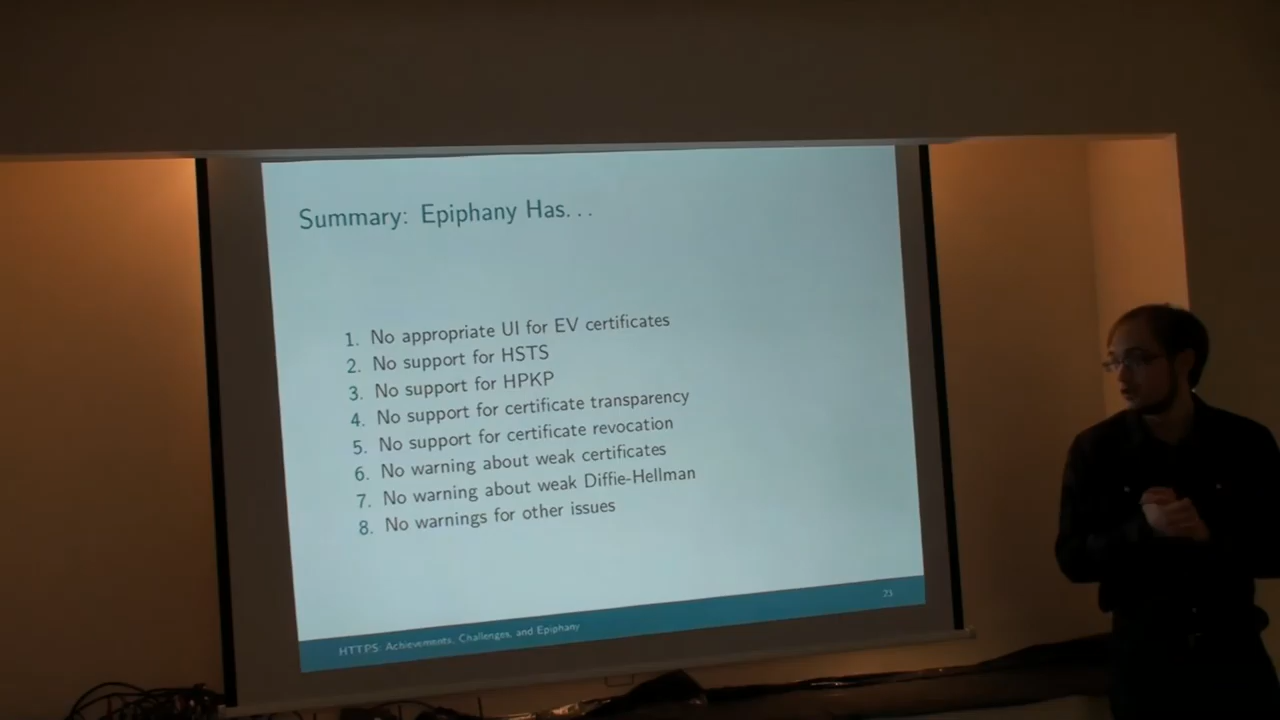 Summary: Epiphany Has. . .
1. No appropriate UI for EV certificates
2. No support for HSTS
3. No support for HPKP
4. No support for certificate transparency
5. No support for certificate revocation
6. No warning about weak certificates
7. No warning about weak Diffie-Hellman
8. No warnings for other issues
23
HTTPS: Achievements, Challenges, and Epiphany